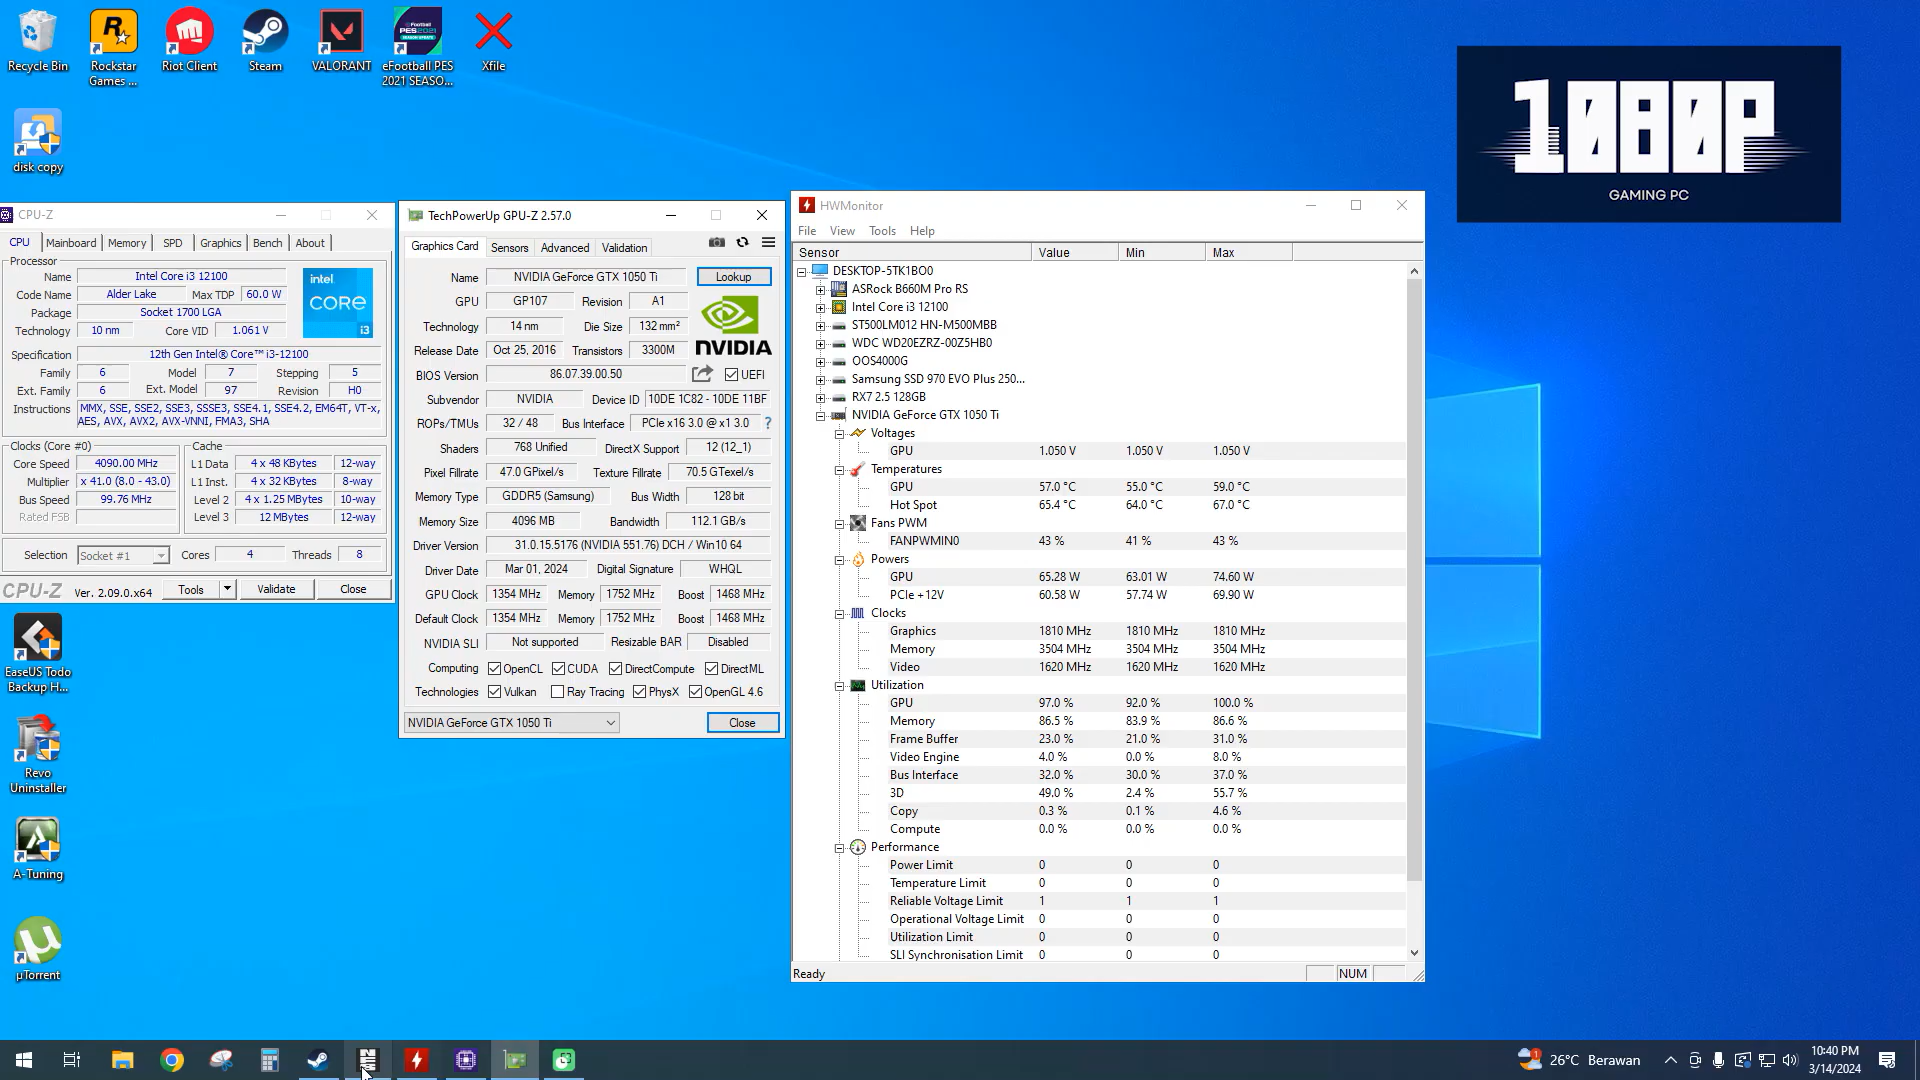 Recycle Bin
Rockstar
Games ...
Riot Client
Steam
VALORANT
eFootball PES
2021 SEASO...
Xfile
disk copy
1080P
GAMING PC
CPU-Z
CPU
Mainboard
Memory
SPD
Graphics
Bench
About
Processor
Name
Intel Core i3 12100
Code Name
Alder Lake
Max TDP
60.0 W
Package
Socket 1700 LGA
Technology
10 nm
Core VID
1.061 V
intel
CORE
i3
Specification
12th Gen Intel® Core™ i3-12100
Family
6
Model
7
Stepping
5
Ext. Family
6
Ext. Model
97
Revision
H0
Instructions
MMX, SSE, SSE2, SSE3, SSSE3, SSE4.1, SSE4.2, EM64T, VT-x,
AES, AVX, AVX2, AVX-VNNI, FMA3, SHA
Clocks (Core #0)
Core Speed
4090.00 MHz
Multiplier
x 41.0 (8.0 - 43.0)
Bus Speed
99.76 MHz
Rated FSB
Cache
L1 Data
4 x 48 KBytes
12-way
L1 Inst.
4 x 32 KBytes
8-way
Level 2
4 x 1.25 MBytes
10-way
Level 3
12 MBytes
12-way
Selection
Socket #1
Cores
4
Threads
8
CPU-Z
Ver. 2.09.0.x64
Tools
Validate
Close
EaseUS Todo
Backup H...
Revo
Uninstaller
A-Tuning
µTorrent
TechPowerUp GPU-Z 2.57.0
Graphics Card
Sensors
Advanced
Validation
Name
NVIDIA GeForce GTX 1050 Ti
Lookup
GPU
GP107
Revision
A1
Technology
14 nm
Die Size
132 mm²
Release Date
Oct 25, 2016
Transistors
3300M
NVIDIA
BIOS Version
86.07.39.00.50
UEFI
Subvendor
NVIDIA
Device ID
10DE 1C82 - 10DE 11BF
ROPs/TMUs
32 / 48
Bus Interface
PCIe x16 3.0 @ x1 3.0
?
Shaders
768 Unified
DirectX Support
12 (12_1)
Pixel Fillrate
47.0 GPixel/s
Texture Fillrate
70.5 GTexel/s
Memory Type
GDDR5 (Samsung)
Bus Width
128 bit
Memory Size
4096 MB
Bandwidth
112.1 GB/s
Driver Version
31.0.15.5176 (NVIDIA 551.76) DCH / Win10 64
Driver Date
Mar 01, 2024
Digital Signature
WHQL
GPU Clock
1354 MHz
Memory
1752 MHz
Boost
1468 MHz
Default Clock
1354 MHz
Memory
1752 MHz
Boost
1468 MHz
NVIDIA SLI
Not supported
Resizable BAR
Disabled
Computing
OpenCL
CUDA
DirectCompute
DirectML
Technologies
Vulkan
Ray Tracing
PhysX
OpenGL 4.6
NVIDIA GeForce GTX 1050 Ti
Close
HWMonitor
File
View
Tools
Help
Sensor
Value
Min
Max
DESKTOP-5TK1BO0
ASRock B660M Pro RS
Intel Core i3 12100
ST500LM012 HN-M500MBB
WDC WD20EZRZ-00Z5HB0
OOS4000G
Samsung SSD 970 EVO Plus 250...
RX7 2.5 128GB
NVIDIA GeForce GTX 1050 Ti
Voltages
GPU 1.050 V 1.050 V 1.050 V
Temperatures
GPU 57.0 °C 55.0 °C 59.0 °C
Hot Spot 65.4 °C 64.0 °C 67.0 °C
Fans PWM
FANPWMIN0 43 % 41 % 43 %
Powers
GPU 65.28 W 63.01 W 74.60 W
PCIe +12V 60.58 W 57.74 W 69.90 W
Clocks
Graphics 1810 MHz 1810 MHz 1810 MHz
Memory 3504 MHz 3504 MHz 3504 MHz
Video 1620 MHz 1620 MHz 1620 MHz
Utilization
GPU 97.0 % 92.0 % 100.0 %
Memory 86.5 % 83.9 % 86.6 %
Frame Buffer 23.0 % 21.0 % 31.0 %
Video Engine 4.0 % 0.0 % 8.0 %
Bus Interface 32.0 % 30.0 % 37.0 %
3D 49.0 % 2.4 % 55.7 %
Copy 0.3 % 0.1 % 4.6 %
Compute 0.0 % 0.0 % 0.0 %
Performance
Power Limit 0 0 0
Temperature Limit 0 0 0
Reliable Voltage Limit 1 1 1
Operational Voltage Limit 0 0 0
Utilization Limit 0 0 0
SLI Synchronisation Limit 0 0 0
Ready
NUM
26°C Berawan
10:40 PM
3/14/2024